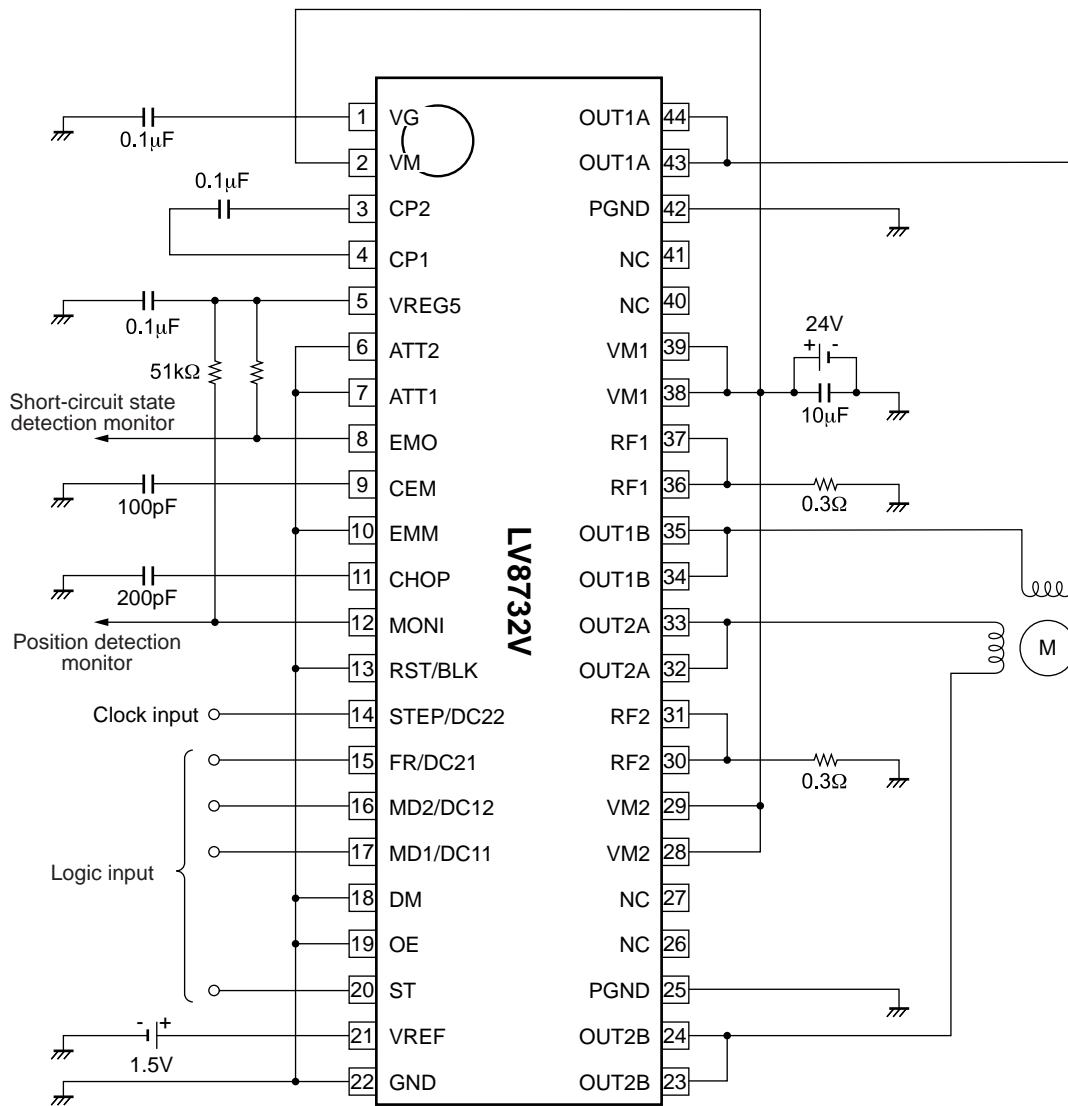 1 VG OUT1A 44
0.1μF
2 VM OUT1A 43
0.1μF
3 CP2 PGND 42
4 CP1 NC 41
5 VREG5 NC 40
0.1μF
24V
+ -
6 ATT2 VM1 39
51kΩ
7 ATT1 VM1 38
10μF
Short-circuit state
detection monitor
8 EMO RF1 37
9 CEM RF1 36
100pF
0.3Ω
10 EMM OUT1B 35
LV8732V
11 CHOP OUT1B 34
200pF
12 MONI OUT2A 33
Position detection
monitor
M
13 RST/BLK OUT2A 32
Clock input
14 STEP/DC22 RF2 31
15 FR/DC21 RF2 30
0.3Ω
16 MD2/DC12 VM2 29
17 MD1/DC11 VM2 28
Logic input
18 DM NC 27
19 OE NC 26
20 ST PGND 25
- +
21 VREF OUT2B 24
1.5V
22 GND OUT2B 23